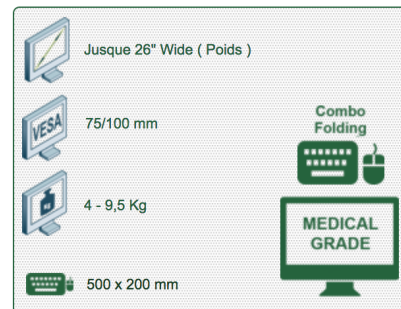 Jusque 26" Wide ( Poids )
VESA
75/100 mm
Combo
Folding
KG
4 - 9,5 Kg
MEDICAL
GRADE
500 x 200 mm